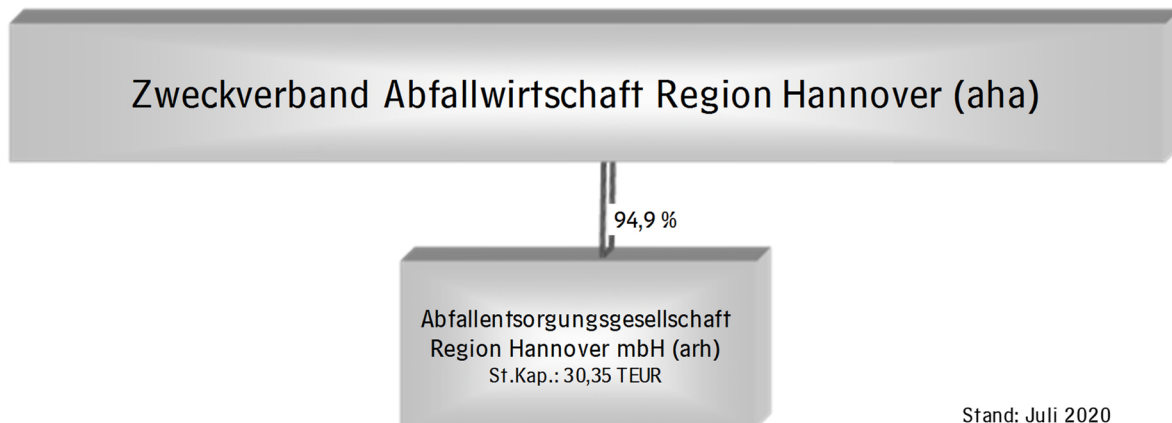 Zweckverband Abfallwirtschaft Region Hannover (aha)
94,9 %
Abfallentsorgungsgesellschaft
Region Hannover mbH (arh)
St.Kap.: 30,35 TEUR
Stand: Juli 2020